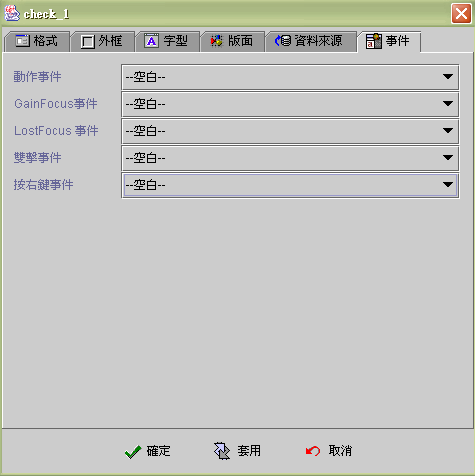 check_1
格式 外框 字型 版面 資料來源 事件
動作事件 --空白--
GainFocus事件 --空白--
LostFocus 事件 --空白--
雙擊事件 --空白--
按右鍵事件 --空白--
確定 套用 取消